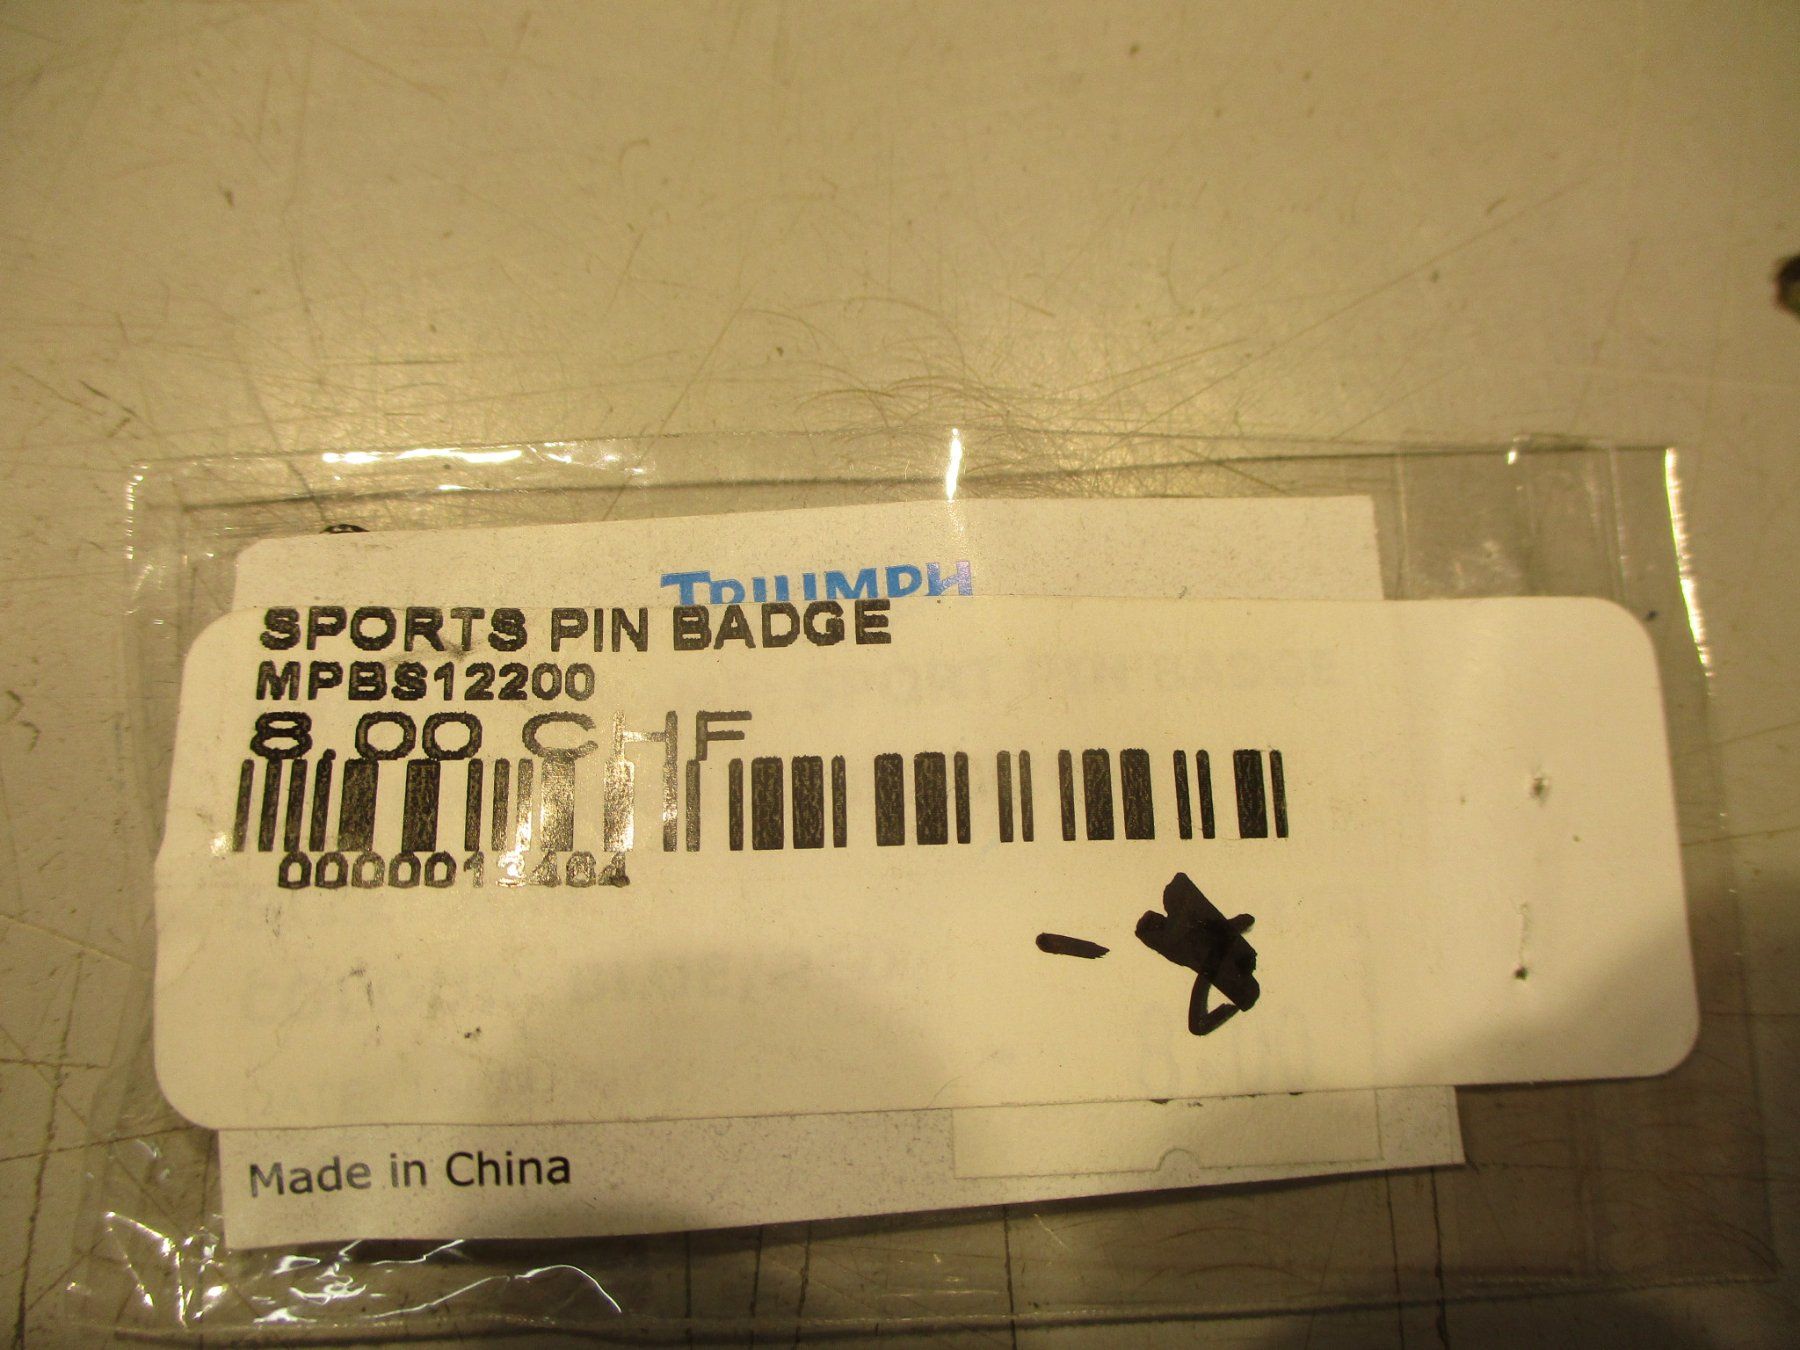 TRIUMPH
SPORTS PIN BADGE
MPBS12200
8.00 CHF
Made in China